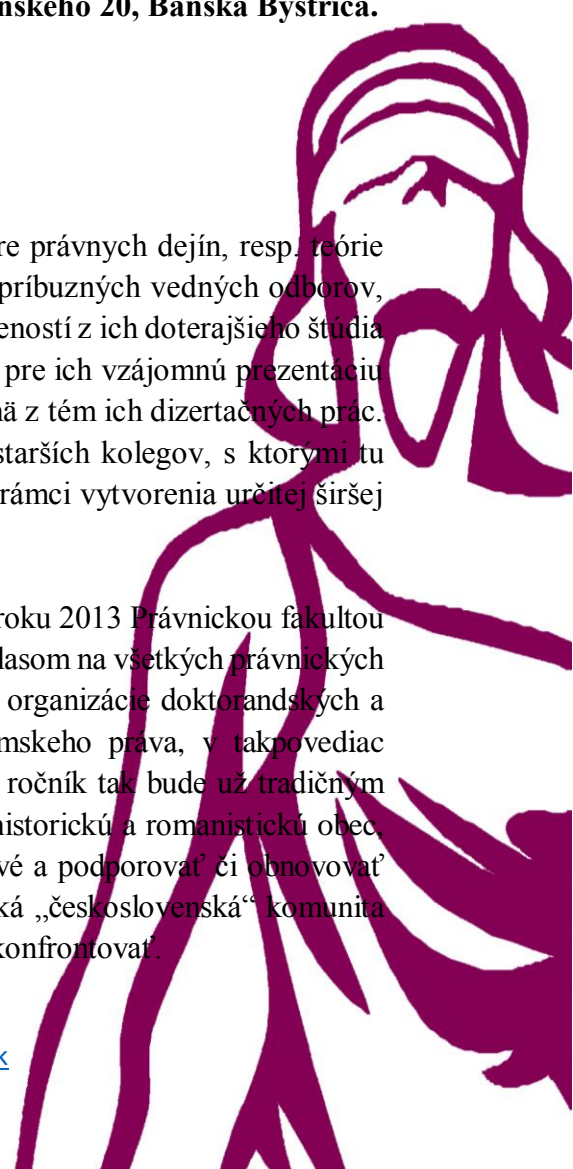 nského 20, Banská Bystrica.
re právnych dejín, resp. teórie
príbuzných vedných odborov,
eností z ich doterajšieho štúdia
pre ich vzájomnú prezentáciu
nä z tém ich dizertačných prác.
starších kolegov, s ktorými tu
rámci vytvorenia určitej širšej
roku 2013 Právnickou fakultou
lasom na všetkých právnických
organizácie doktorandských a
mskeho práva, v takpovediac
ročník tak bude už tradičným
historickú a romanistickú obec,
vé a podporovať či obnovovať
ká „československá“ komunita
konfrontovať.
k